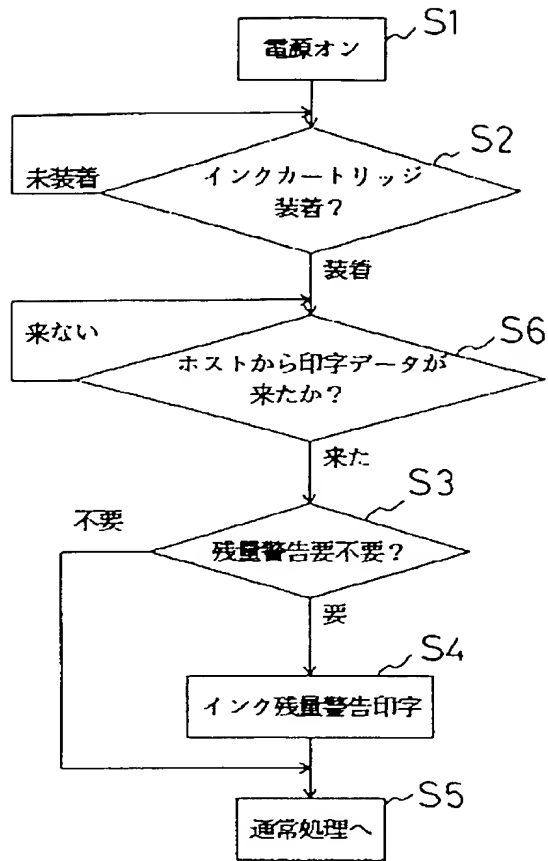 S1
電源オン
S2
インクカートリッジ
装着？
未装着
装着
来ない
S6
ホストから印字データが
来たか？
来た
S3
不要
残量警告要不要？
要
S4
インク残量警告印字
S5
通常処理へ